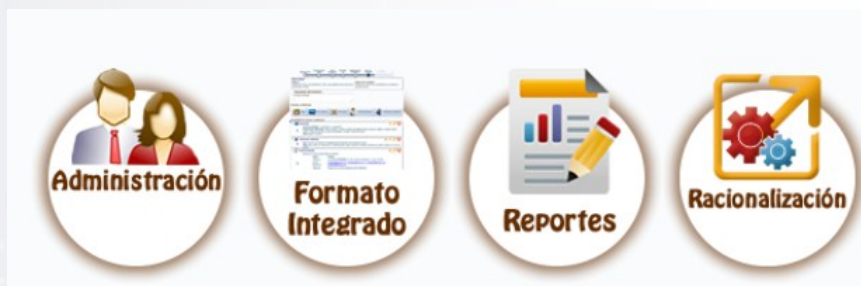 Administración
Formato
Integrado
Reportes
Racionalización